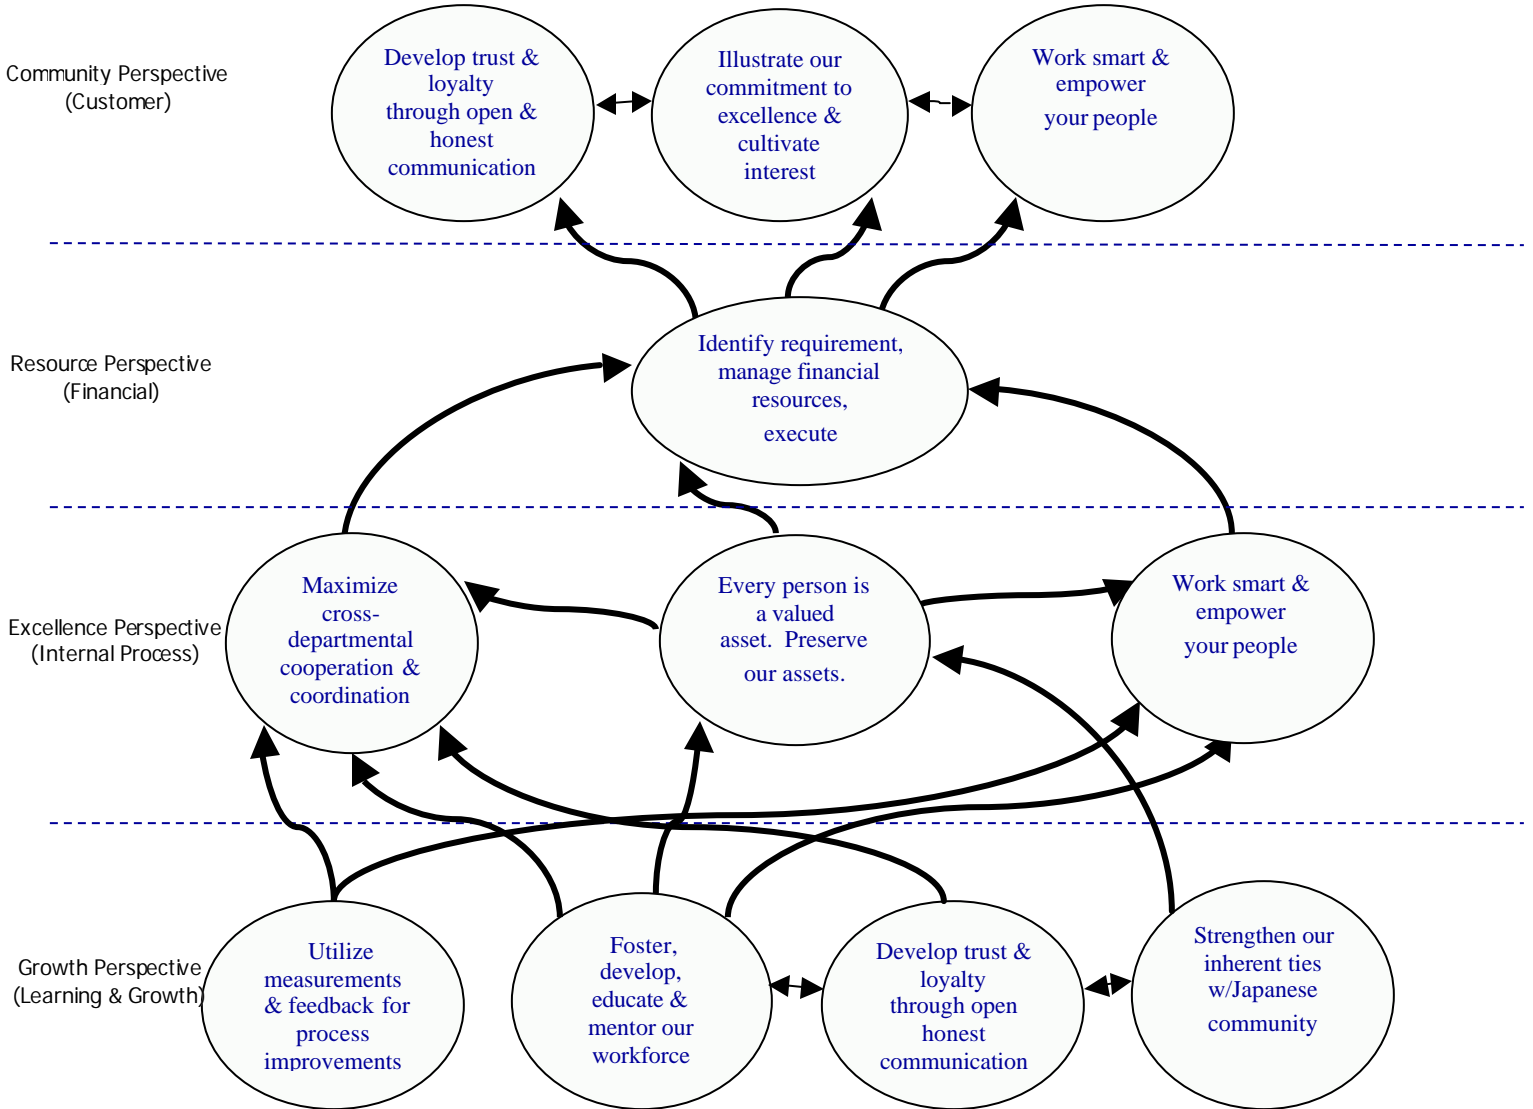 Community Perspective
(Customer)
Develop trust &
loyalty
through open &
honest
communication
Illustrate our
commitment to
excellence &
cultivate
interest
Work smart &
empower
your people
Resource Perspective
(Financial)
Identify requirement,
manage financial
resources,
execute
Excellence Perspective
(Internal Process)
Maximize
cross-
departmental
cooperation &
coordination
Every person is
a valued
asset. Preserve
our assets.
Work smart &
empower
your people
Growth Perspective
(Learning & Growth)
Utilize
measurements
& feedback for
process
improvements
Foster,
develop,
educate &
mentor our
workforce
Develop trust &
loyalty
through open
honest
communication
Strengthen our
inherent ties
w/Japanese
community